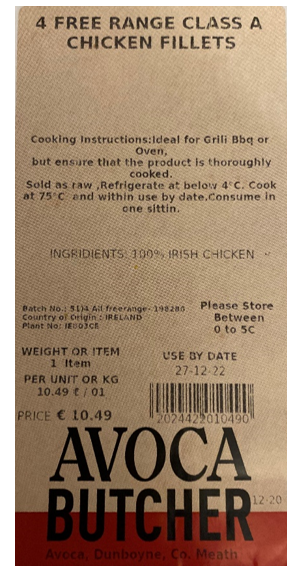 4 FREE RANGE CLASS A
CHICKEN FILLETS
Cooking Instructions:Ideal for Grill Bbq or
Oven,
but ensure that the product is thoroughly
cooked.
Sold as raw ,Refrigerate at below 4°C. Cook
at 75°C and within use by date.Consume in
one sittin.
INGRIDIENTS: 100% IRISH CHICKEN
Batch No.: 5134 All freerange- 198280
Country of Origin : IRELAND
Plant No: IE003CE
Please Store
Between
0 to 5C
WEIGHT OR ITEM
1 Item
PER UNIT OR KG
10.49 € / 01
PRICE € 10.49
USE BY DATE
27-12-22
2024422010490
AVOCA
BUTCHER
12-20
Avoca, Dunboyne, Co. Meath